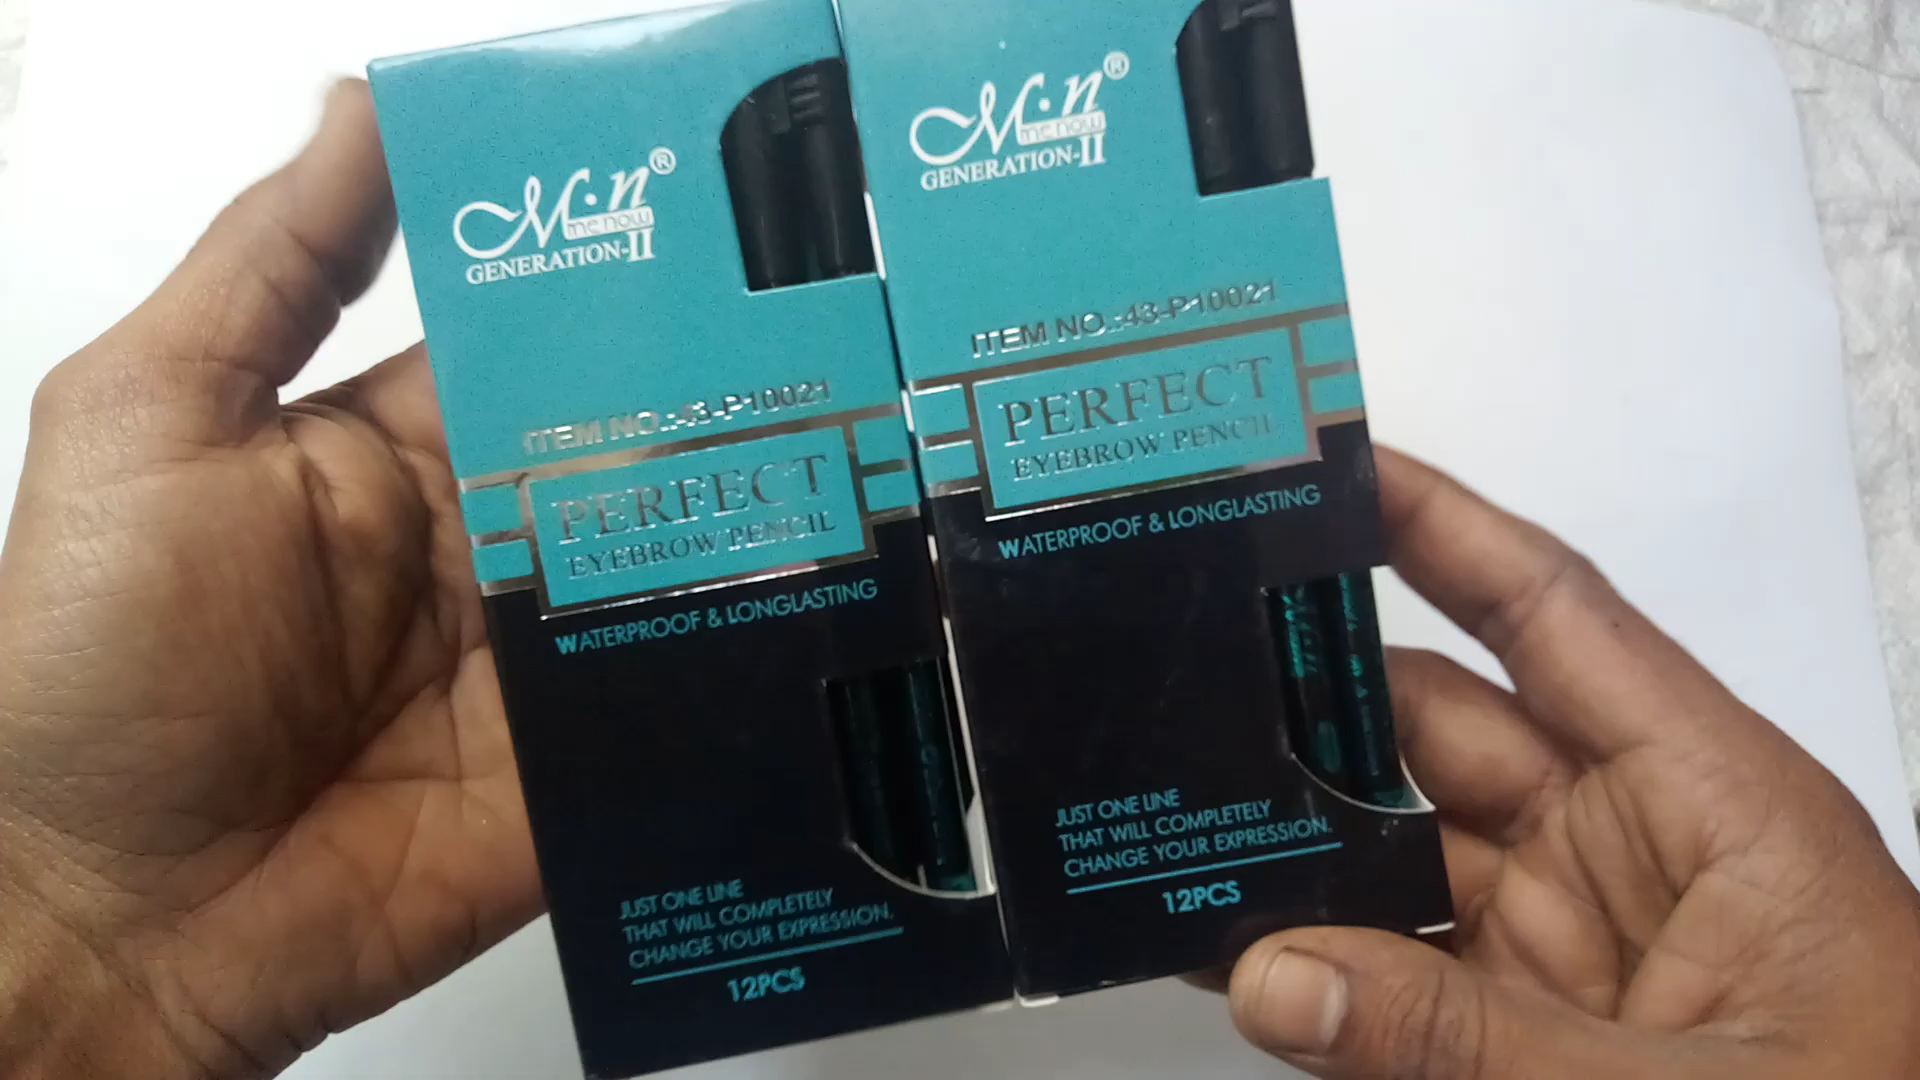 M·n®
me now
GENERATION-II
ITEM NO.:43-P10021
PERFECT
EYEBROW PENCIL
WATERPROOF & LONGLASTING
JUST ONE LINE
THAT WILL COMPLETELY
CHANGE YOUR EXPRESSION.
12PCS
M·n®
me now
GENERATION-II
ITEM NO.:43-P10021
PERFECT
EYEBROW PENCIL
WATERPROOF & LONGLASTING
JUST ONE LINE
THAT WILL COMPLETELY
CHANGE YOUR EXPRESSION.
12PCS